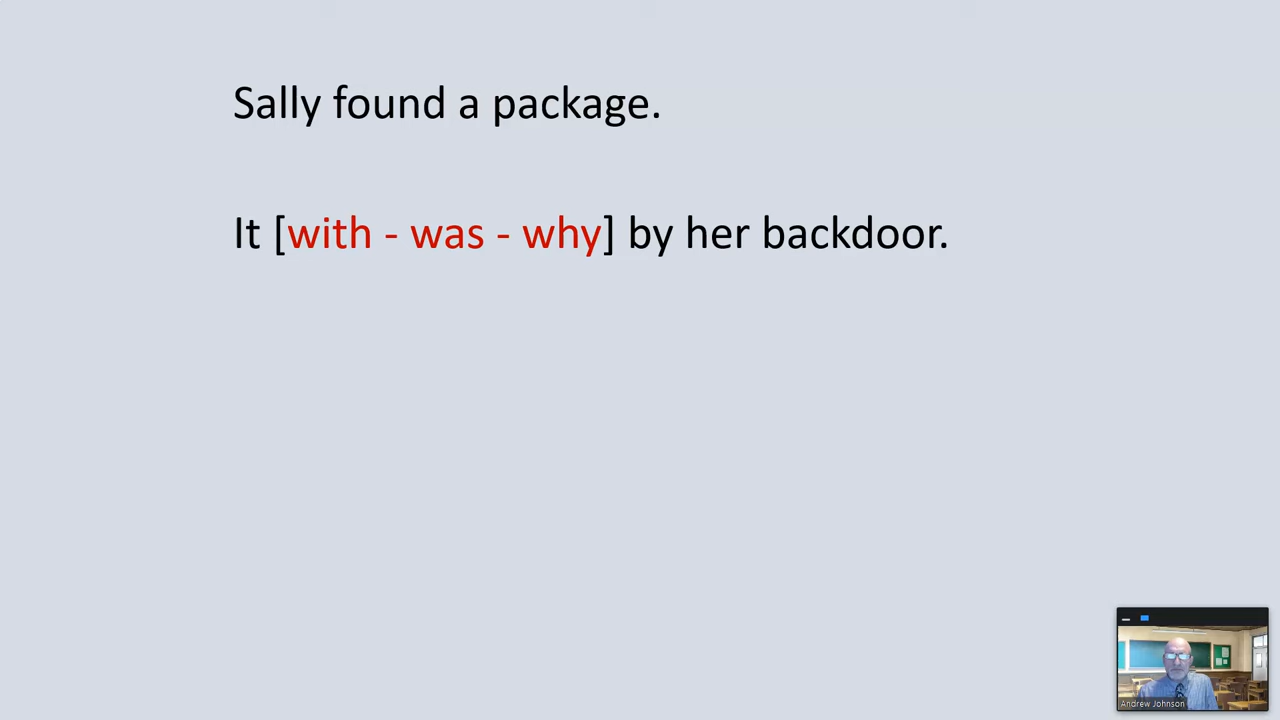 Sally found a package.
It [with - was - why] by her backdoor.
Andrew Johnson